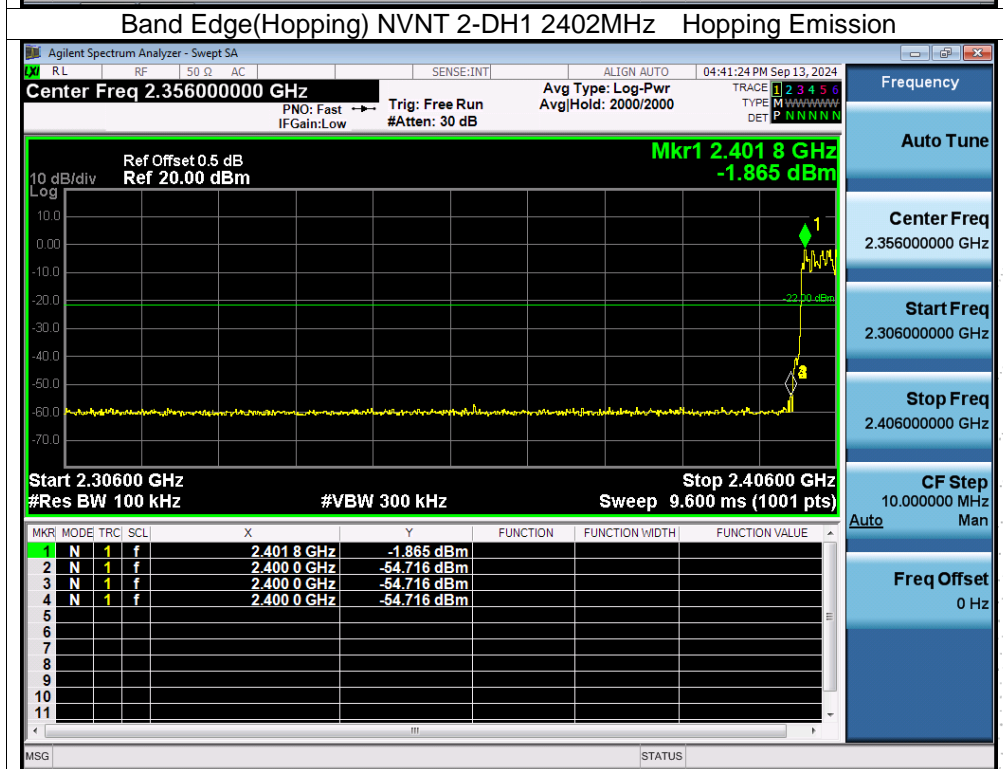 Band Edge(Hopping) NVNT 2-DH1 2402MHz Hopping Emission
Agilent Spectrum Analyzer - Swept SA
LXI RL RF 50 Ω AC SENSE:INT ALIGN AUTO 04:41:24 PM Sep 13, 2024
Center Freq 2.356000000 GHz
PNO: Fast
IFGain:Low
Trig: Free Run
#Atten: 30 dB
Avg Type: Log-Pwr
Avg|Hold: 2000/2000
TRACE 1 2 3 4 5 6
TYPE M WWWWW
DET P N N N N N
Ref Offset 0.5 dB
10 dB/div Ref 20.00 dBm
Log
Mkr1 2.401 8 GHz
-1.865 dBm
10.0
0.00
-10.0
-20.0
-30.0
-40.0
-50.0
-60.0
-70.0
1
-22.00 dBm
Start 2.30600 GHz Stop 2.40600 GHz
#Res BW 100 kHz #VBW 300 kHz Sweep 9.600 ms (1001 pts)
MKR MODE TRC SCL X Y FUNCTION FUNCTION WIDTH FUNCTION VALUE
1 N 1 f 2.401 8 GHz -1.865 dBm
2 N 1 f 2.400 0 GHz -54.716 dBm
3 N 1 f 2.400 0 GHz -54.716 dBm
4 N 1 f 2.400 0 GHz -54.716 dBm
5
6
7
8
9
10
11
MSG STATUS
Frequency
Auto Tune
Center Freq
2.356000000 GHz
Start Freq
2.306000000 GHz
Stop Freq
2.406000000 GHz
CF Step
10.000000 MHz
Auto Man
Freq Offset
0 Hz